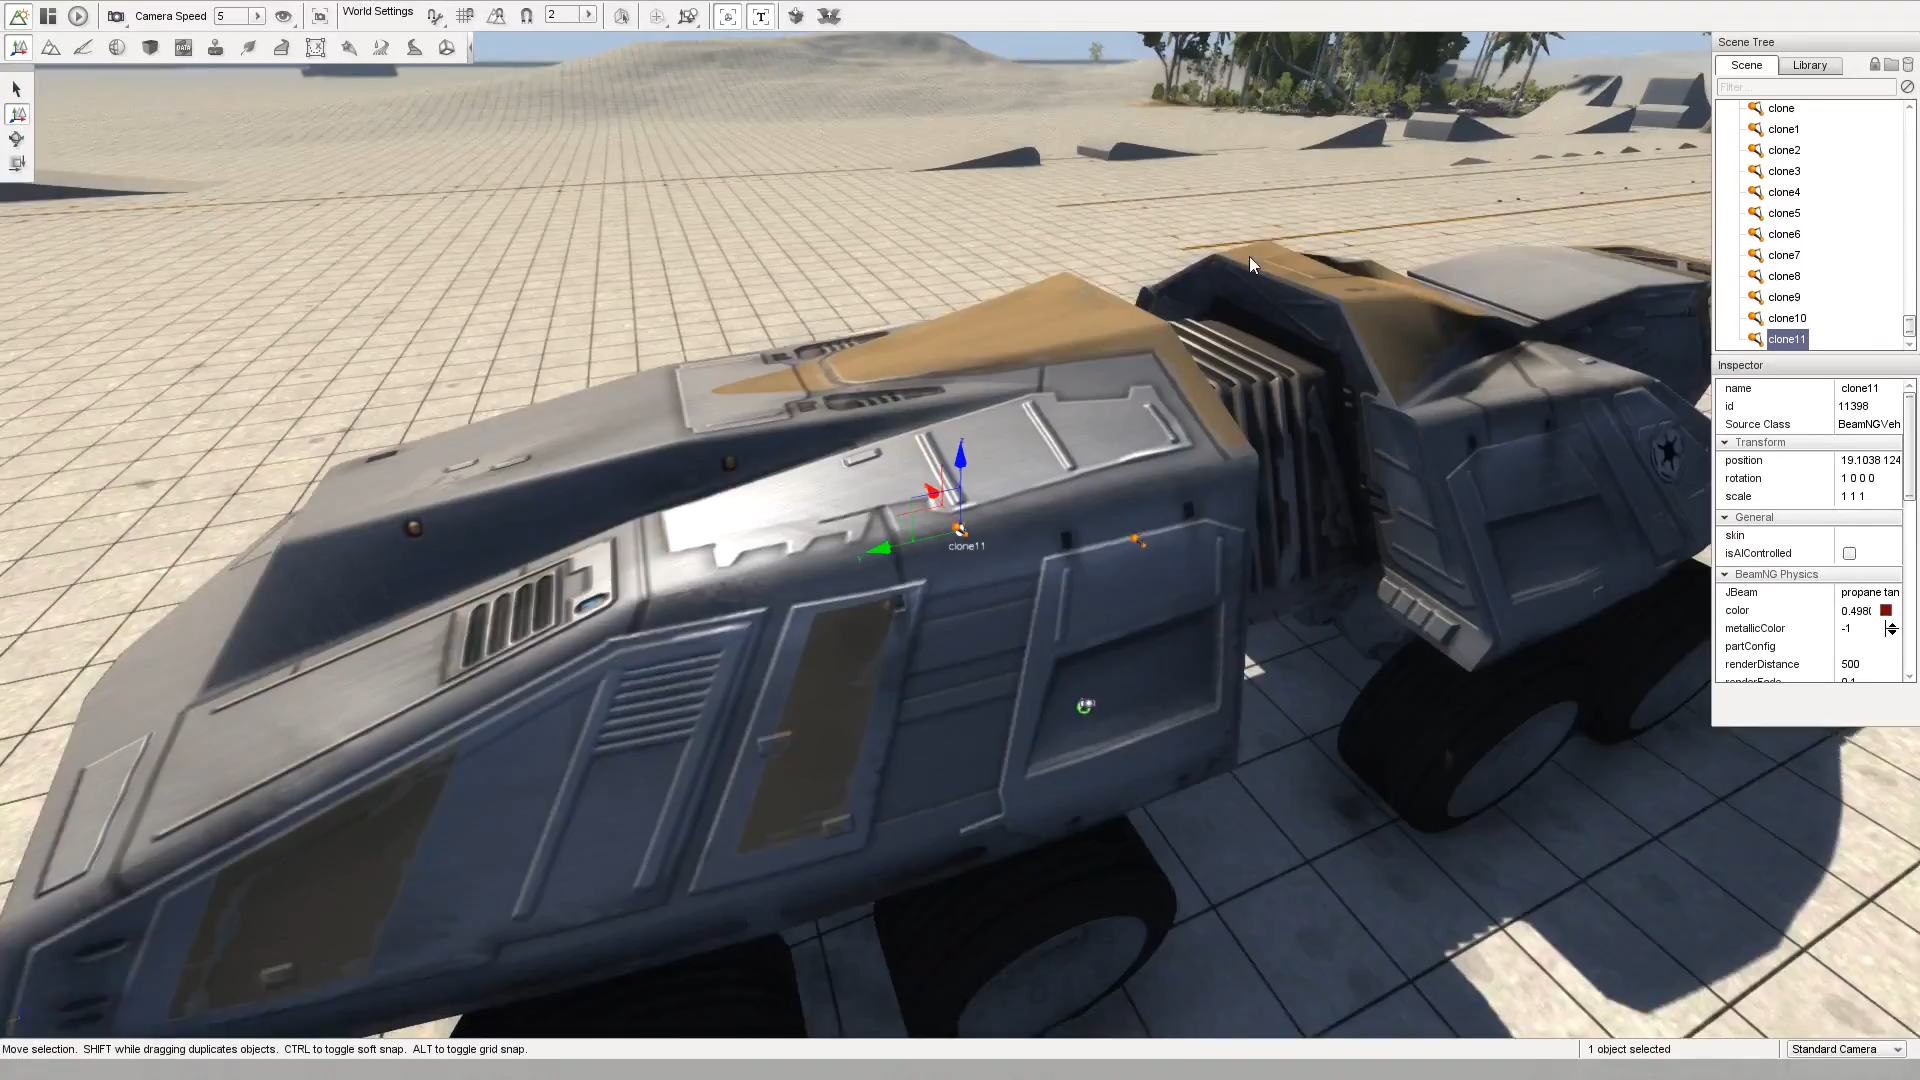 Camera Speed
5
World Settings
2
DATA
T
Scene Tree
Scene
Library
Filter...
clone
clone1
clone2
clone3
clone4
clone5
clone6
clone7
clone8
clone9
clone10
clone11
Inspector
name clone11
id 11398
Source Class BeamNGVeh
Transform
position 19.1038 124
rotation 1 0 0 0
scale 1 1 1
General
skin
isAIControlled
BeamNG Physics
JBeam propane tan
color 0.498(
metallicColor -1
partConfig
renderDistance 500
renderFade 0.1
z
clone11
Move selection. SHIFT while dragging duplicates objects. CTRL to toggle soft snap. ALT to toggle grid snap.
1 object selected
Standard Camera